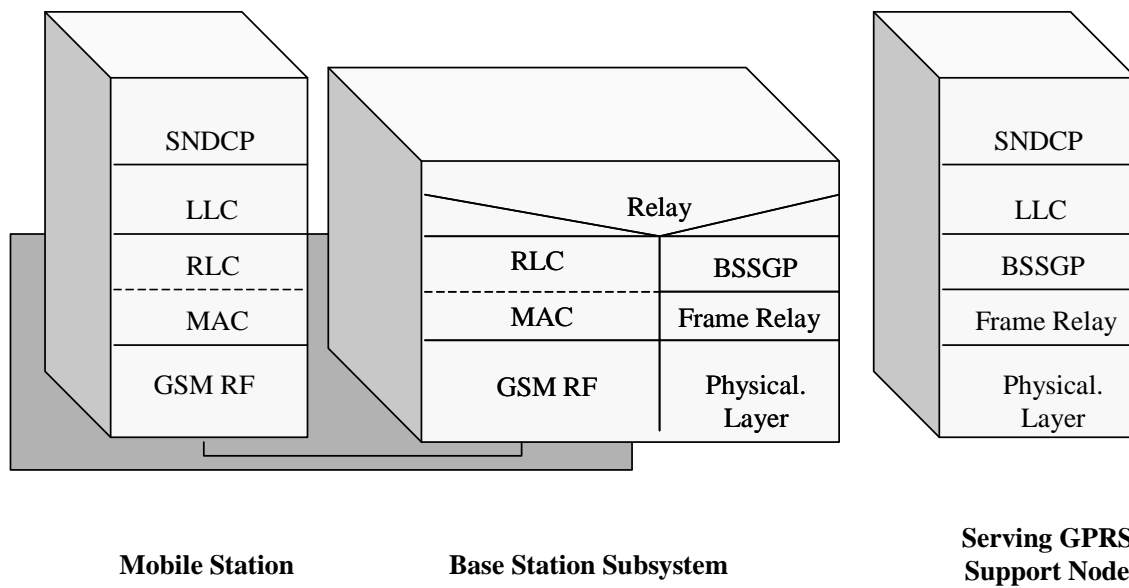 SNDCP
LLC
RLC
MAC
GSM RF
Relay
RLC
MAC
GSM RF
BSSGP
Frame Relay
Physical.
Layer
SNDCP
LLC
BSSGP
Frame Relay
Physical.
Layer
Mobile Station
Base Station Subsystem
Serving GPRS
Support Node